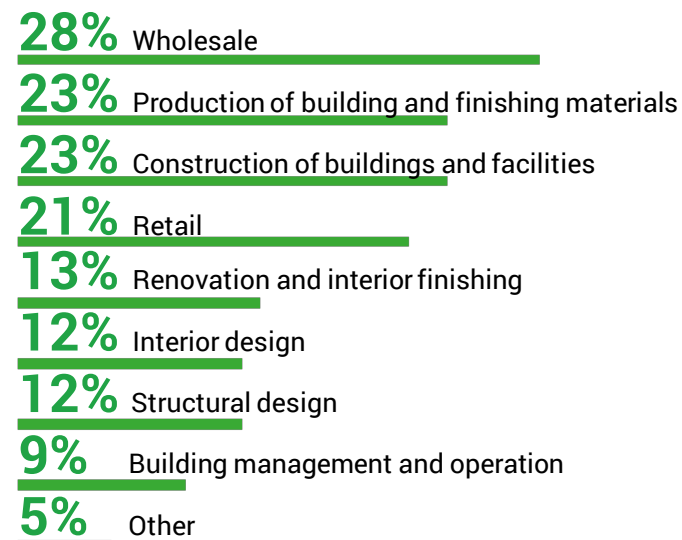 28% Wholesale
23% Production of building and finishing materials
23% Construction of buildings and facilities
21% Retail
13% Renovation and interior finishing
12% Interior design
12% Structural design
9% Building management and operation
5% Other